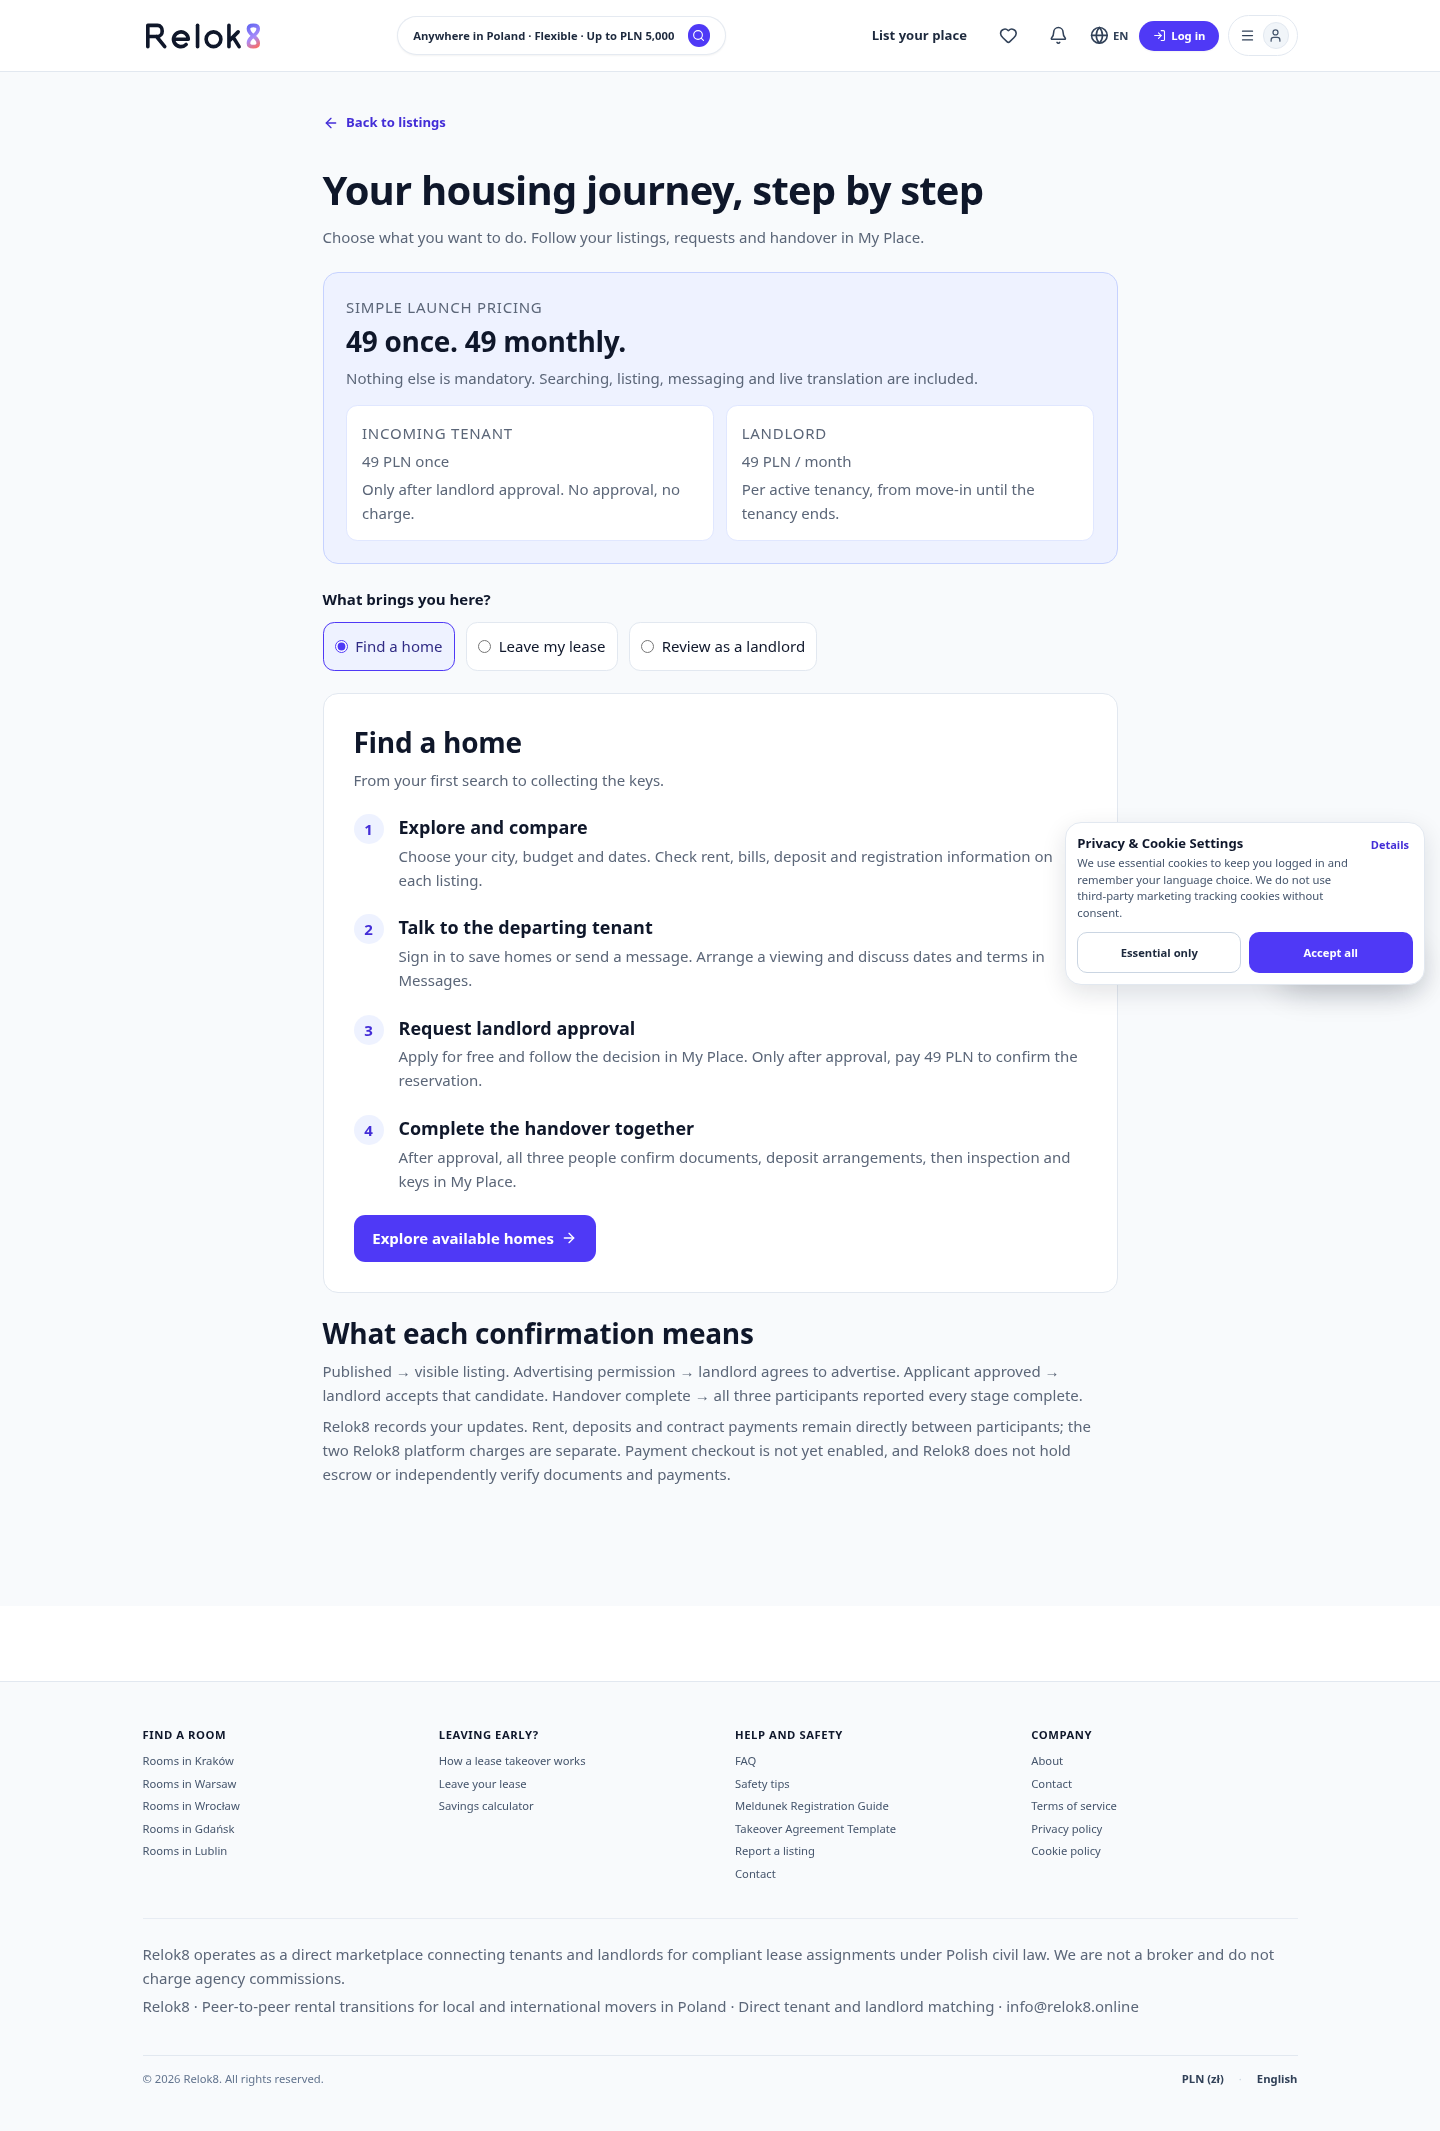 Relok8
Anywhere in Poland · Flexible · Up to PLN 5,000
List your place
EN
Log in
Back to listings
Your housing journey, step by step
Choose what you want to do. Follow your listings, requests and handover in My Place.
SIMPLE LAUNCH PRICING
49 once. 49 monthly.
Nothing else is mandatory. Searching, listing, messaging and live translation are included.
INCOMING TENANT
49 PLN once
Only after landlord approval. No approval, no
charge.
LANDLORD
49 PLN / month
Per active tenancy, from move-in until the
tenancy ends.
What brings you here?
Find a home
Leave my lease
Review as a landlord
Find a home
From your first search to collecting the keys.
1
Explore and compare
Choose your city, budget and dates. Check rent, bills, deposit and registration information on
each listing.
2
Talk to the departing tenant
Sign in to save homes or send a message. Arrange a viewing and discuss dates and terms in
Messages.
3
Request landlord approval
Apply for free and follow the decision in My Place. Only after approval, pay 49 PLN to confirm the
reservation.
4
Complete the handover together
After approval, all three people confirm documents, deposit arrangements, then inspection and
keys in My Place.
Explore available homes
Privacy & Cookie Settings
Details
We use essential cookies to keep you logged in and
remember your language choice. We do not use
third-party marketing tracking cookies without
consent.
Essential only
Accept all
What each confirmation means
Published → visible listing. Advertising permission → landlord agrees to advertise. Applicant approved →
landlord accepts that candidate. Handover complete → all three participants reported every stage complete.
Relok8 records your updates. Rent, deposits and contract payments remain directly between participants; the
two Relok8 platform charges are separate. Payment checkout is not yet enabled, and Relok8 does not hold
escrow or independently verify documents and payments.
FIND A ROOM
Rooms in Kraków
Rooms in Warsaw
Rooms in Wrocław
Rooms in Gdańsk
Rooms in Lublin
LEAVING EARLY?
How a lease takeover works
Leave your lease
Savings calculator
HELP AND SAFETY
FAQ
Safety tips
Meldunek Registration Guide
Takeover Agreement Template
Report a listing
Contact
COMPANY
About
Contact
Terms of service
Privacy policy
Cookie policy
Relok8 operates as a direct marketplace connecting tenants and landlords for compliant lease assignments under Polish civil law. We are not a broker and do not
charge agency commissions.
Relok8 · Peer-to-peer rental transitions for local and international movers in Poland · Direct tenant and landlord matching · info@relok8.online
© 2026 Relok8. All rights reserved.
PLN (zł) · English